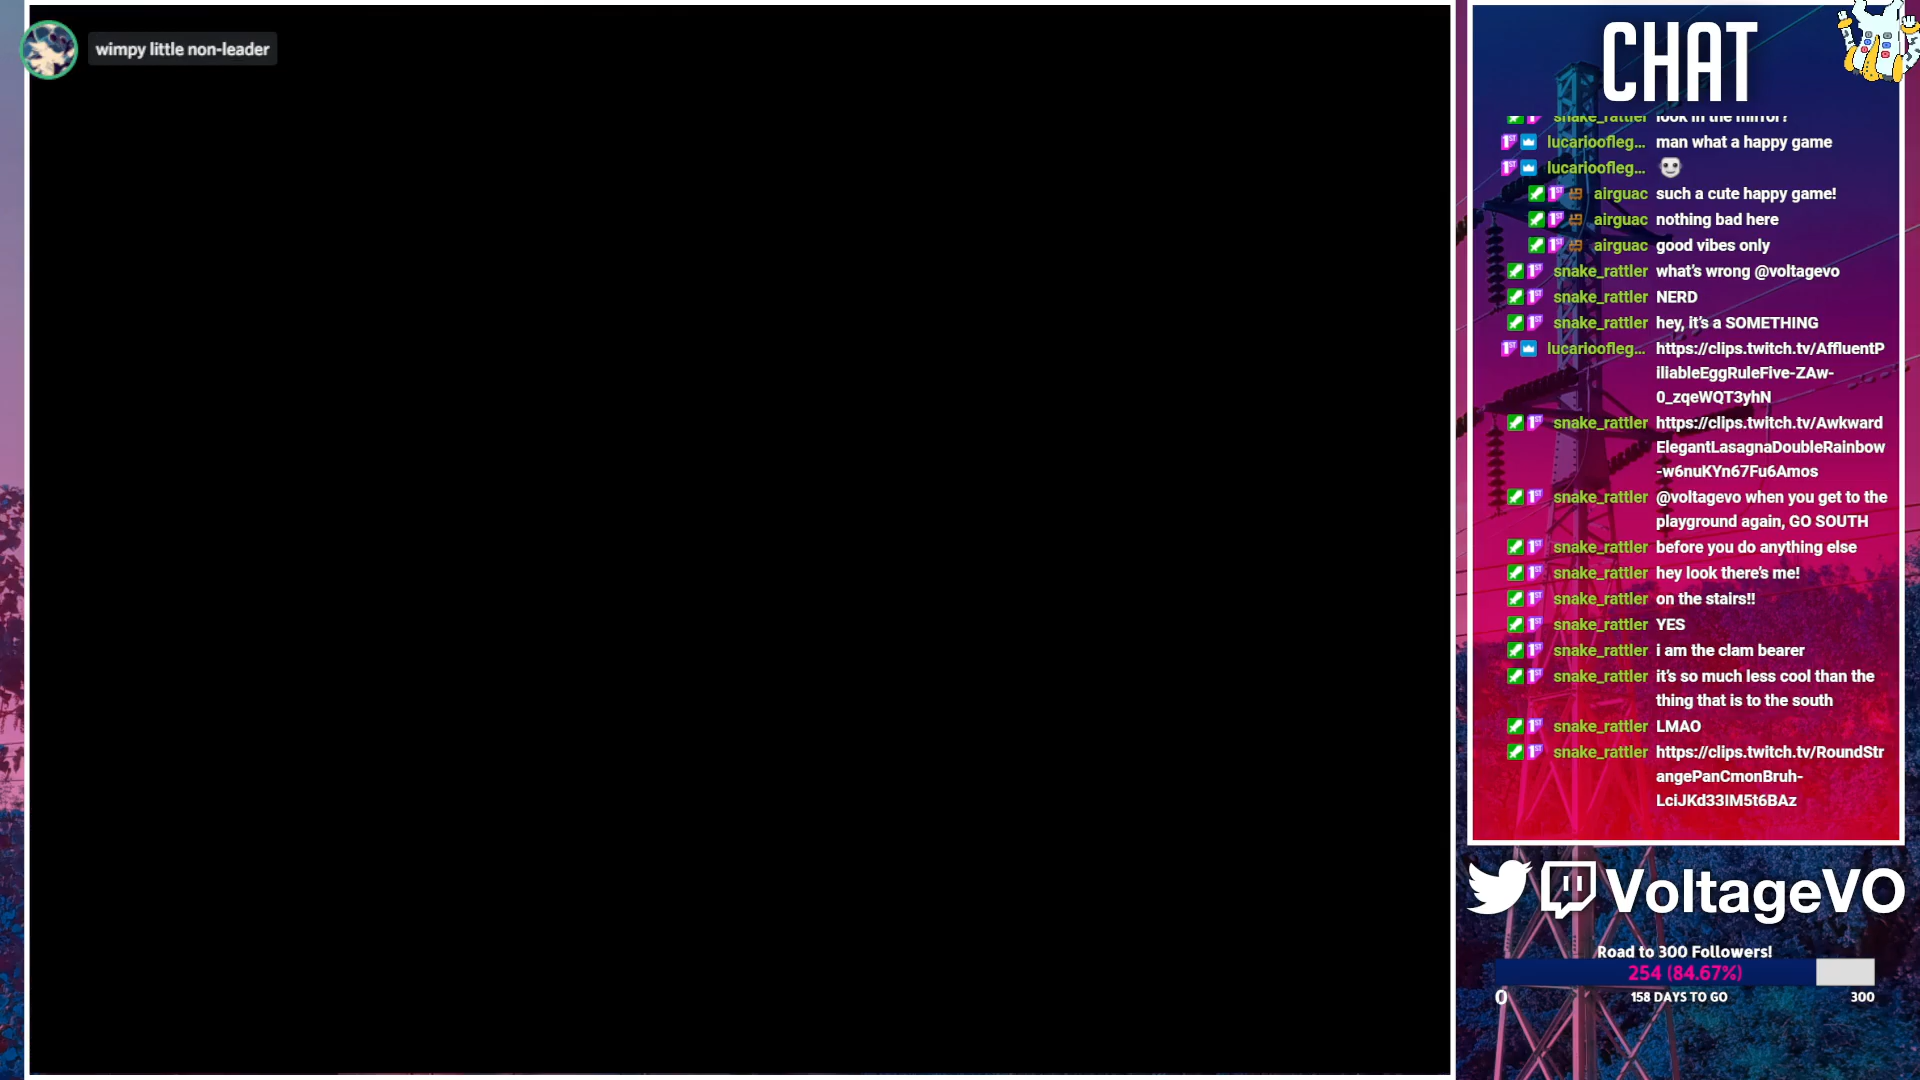 wimpy little non-leader
CHAT
snake_rattler look in the mirror?
lucarioofleg... man what a happy game
lucarioofleg...
airguac such a cute happy game!
airguac nothing bad here
airguac good vibes only
snake_rattler what's wrong @voltagevo
snake_rattler NERD
snake_rattler hey, it's a SOMETHING
lucarioofleg... https://clips.twitch.tv/AffluentP
iliableEggRuleFive-ZAw-
0_zqeWQT3yhN
snake_rattler https://clips.twitch.tv/Awkward
ElegantLasagnaDoubleRainbow
-w6nuKYn67Fu6Amos
snake_rattler @voltagevo when you get to the
playground again, GO SOUTH
snake_rattler before you do anything else
snake_rattler hey look there's me!
snake_rattler on the stairs!!
snake_rattler YES
snake_rattler i am the clam bearer
snake_rattler it's so much less cool than the
thing that is to the south
snake_rattler LMAO
snake_rattler https://clips.twitch.tv/RoundStr
angePanCmonBruh-
LciJKd33IM5t6BAz
VoltageVO
Road to 300 Followers!
254 (84.67%)
0 158 DAYS TO GO 300